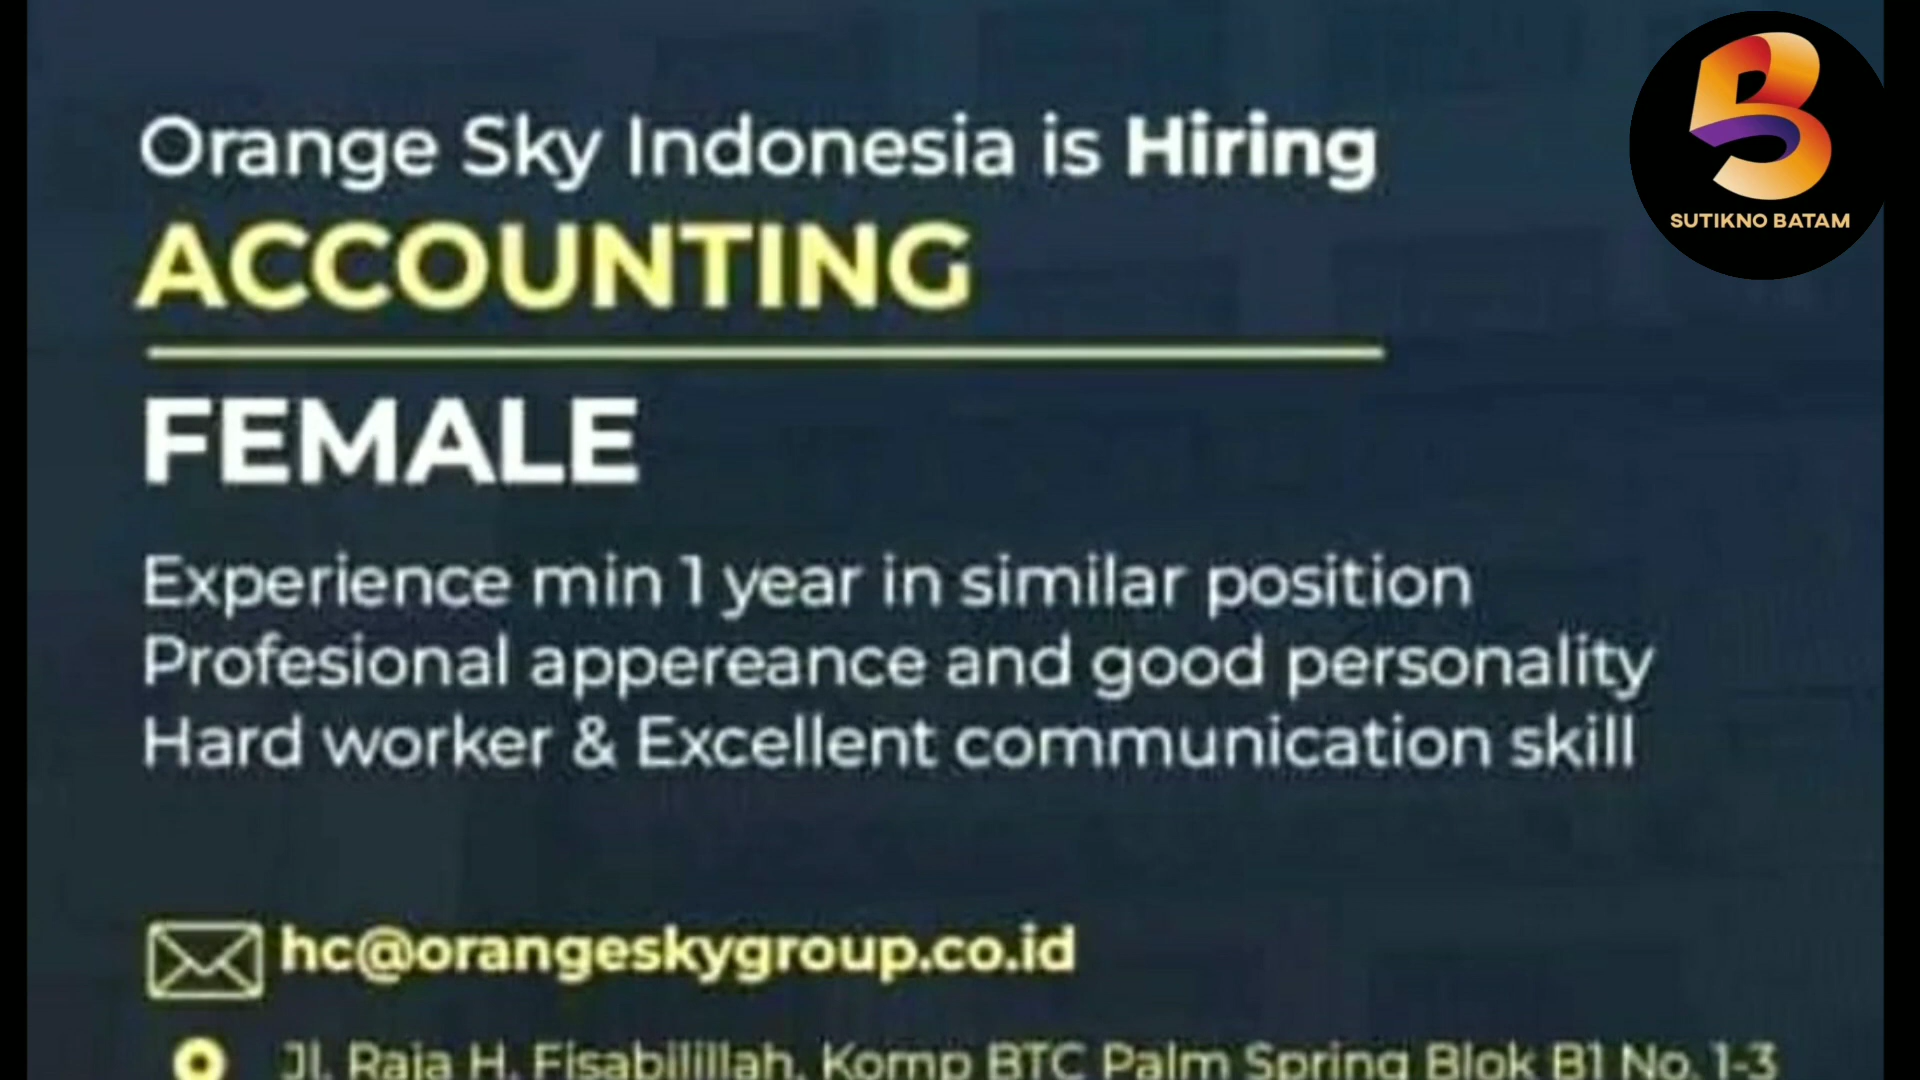 Orange Sky Indonesia is Hiring
ACCOUNTING
FEMALE
Experience min 1 year in similar position
Profesional appereance and good personality
Hard worker & Excellent communication skill
hc@orangeskygroup.co.id
Jl. Raja H. Fisabilillah, Komp BTC Palm Spring Blok B1 No. 1-3
SUTIKNO BATAM